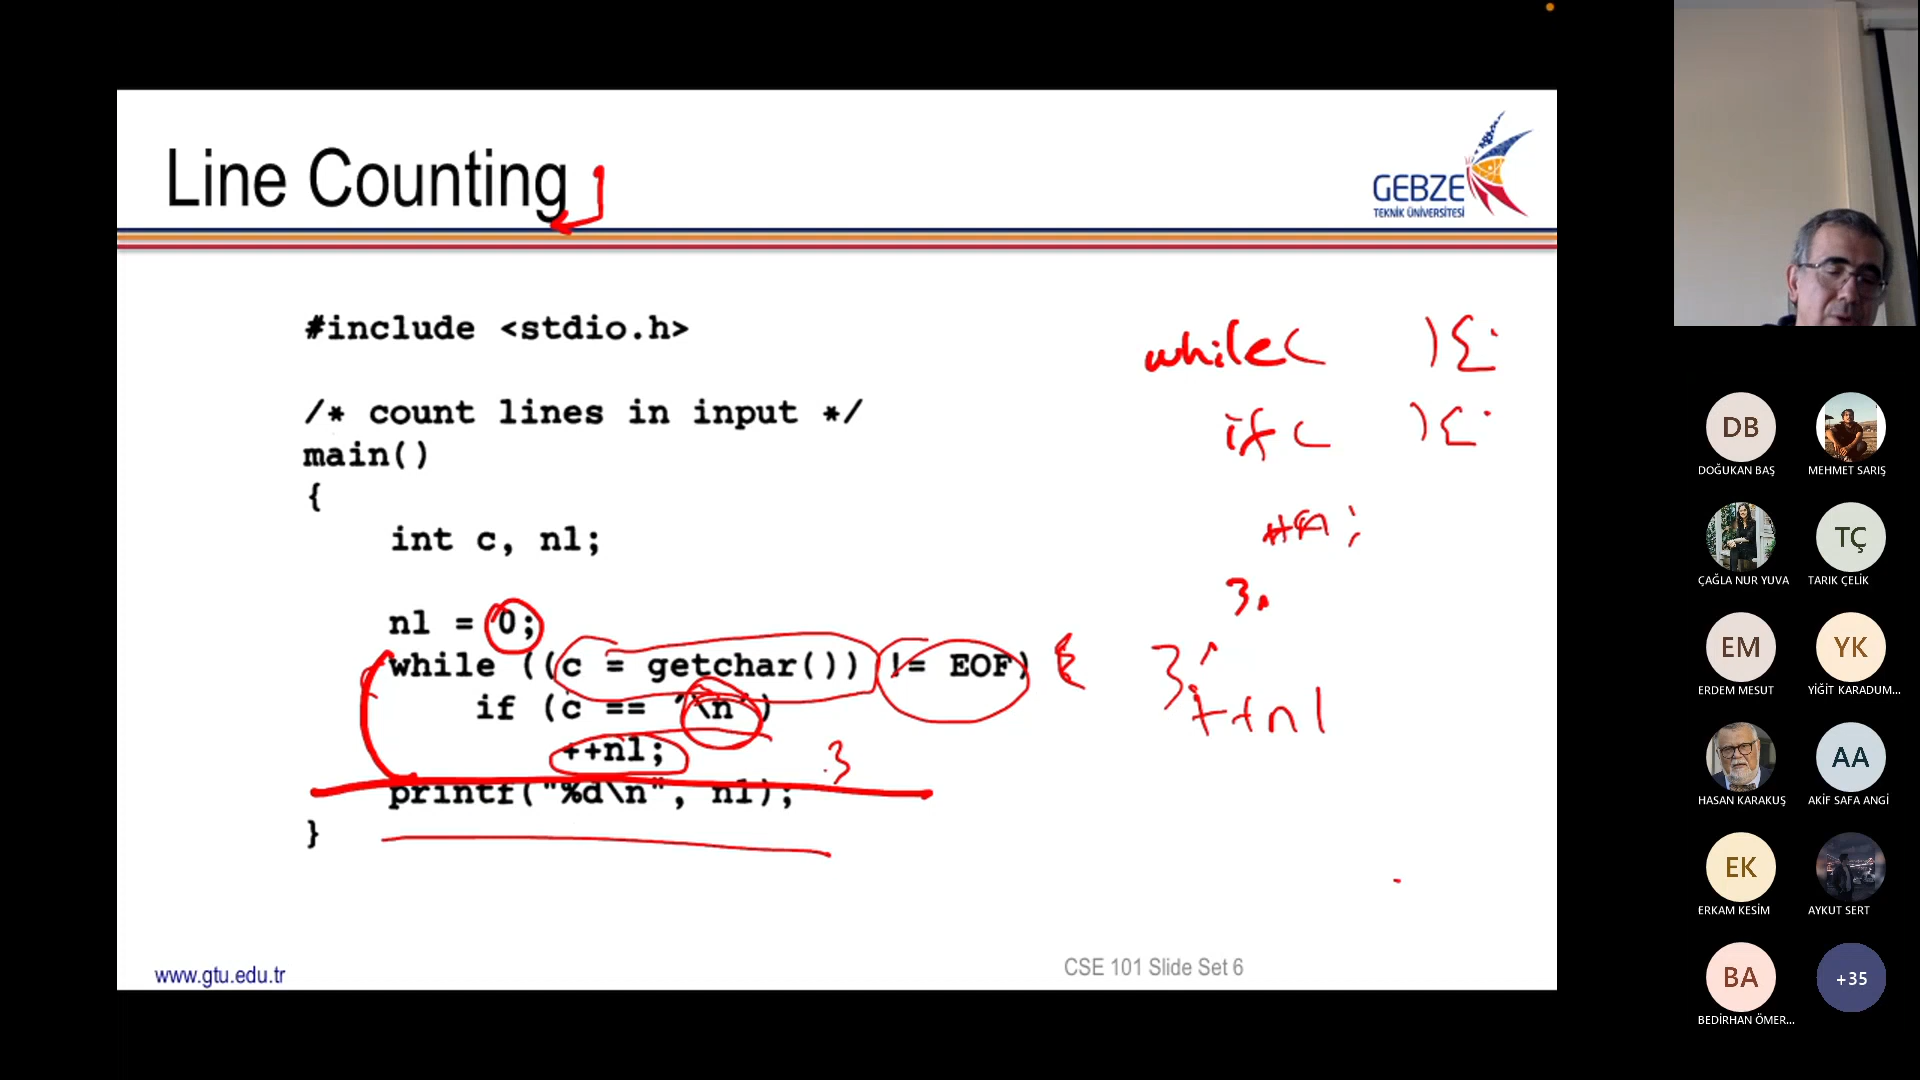 Line Counting
GEBZE
TEKNİK ÜNİVERSİTESİ
#include <stdio.h>
/* count lines in input */
main()
{
int c, nl;
nl = 0;
while ((c = getchar()) != EOF) {
if (c == '\n')
++nl;
printf("%d\n", nl);
}
while( ){
if ( ){
}
}
++nl
www.gtu.edu.tr
CSE 101 Slide Set 6
DB
DOĞUKAN BAŞ
MEHMET SARIŞ
ÇAĞLA NUR YUVA
TÇ
TARIK ÇELİK
EM
ERDEM MESUT
YK
YİĞİT KARADUM...
HASAN KARAKUŞ
AA
AKİF SAFA ANGİ
EK
ERKAM KESİM
AYKUT SERT
BA
BEDİRHAN ÖMER...
+35